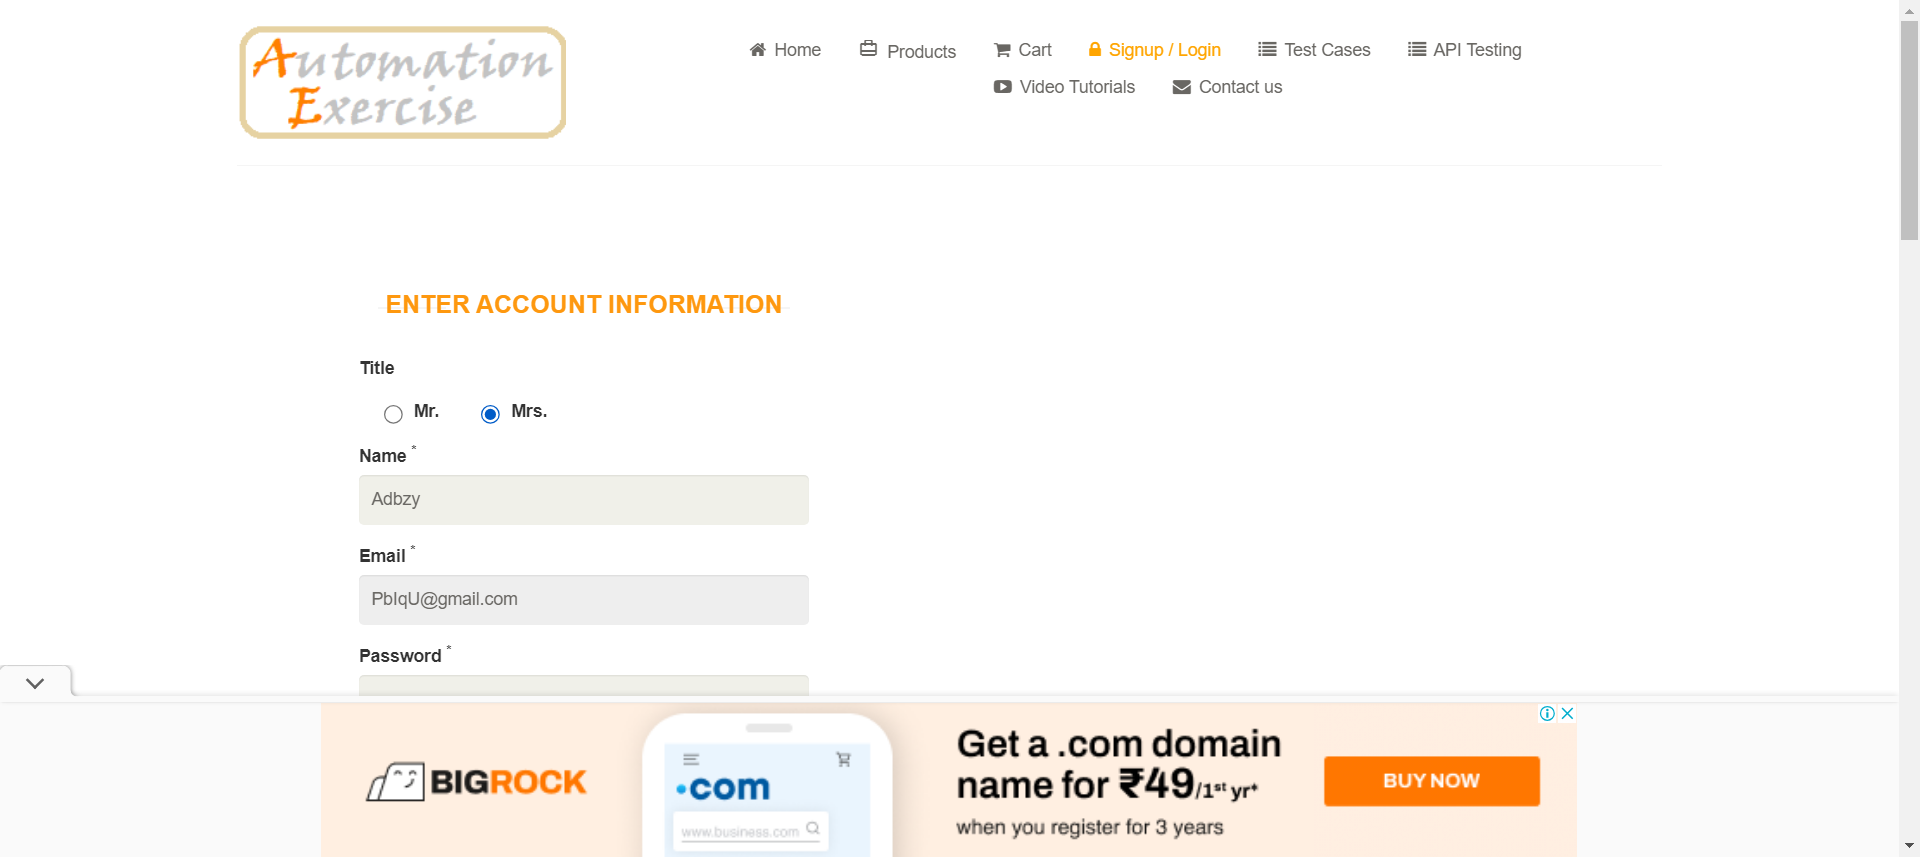 Automation
Exercise
Home
Products
Cart
Signup / Login
Test Cases
API Testing
Video Tutorials
Contact us
ENTER ACCOUNT INFORMATION
Title
Mr.
Mrs.
Name *
Adbzy
Email *
PbIqU@gmail.com
Password *
BIGROCK
.com
www.business.com
Get a .com domain
name for ₹49/1st yr*
when you register for 3 years
BUY NOW